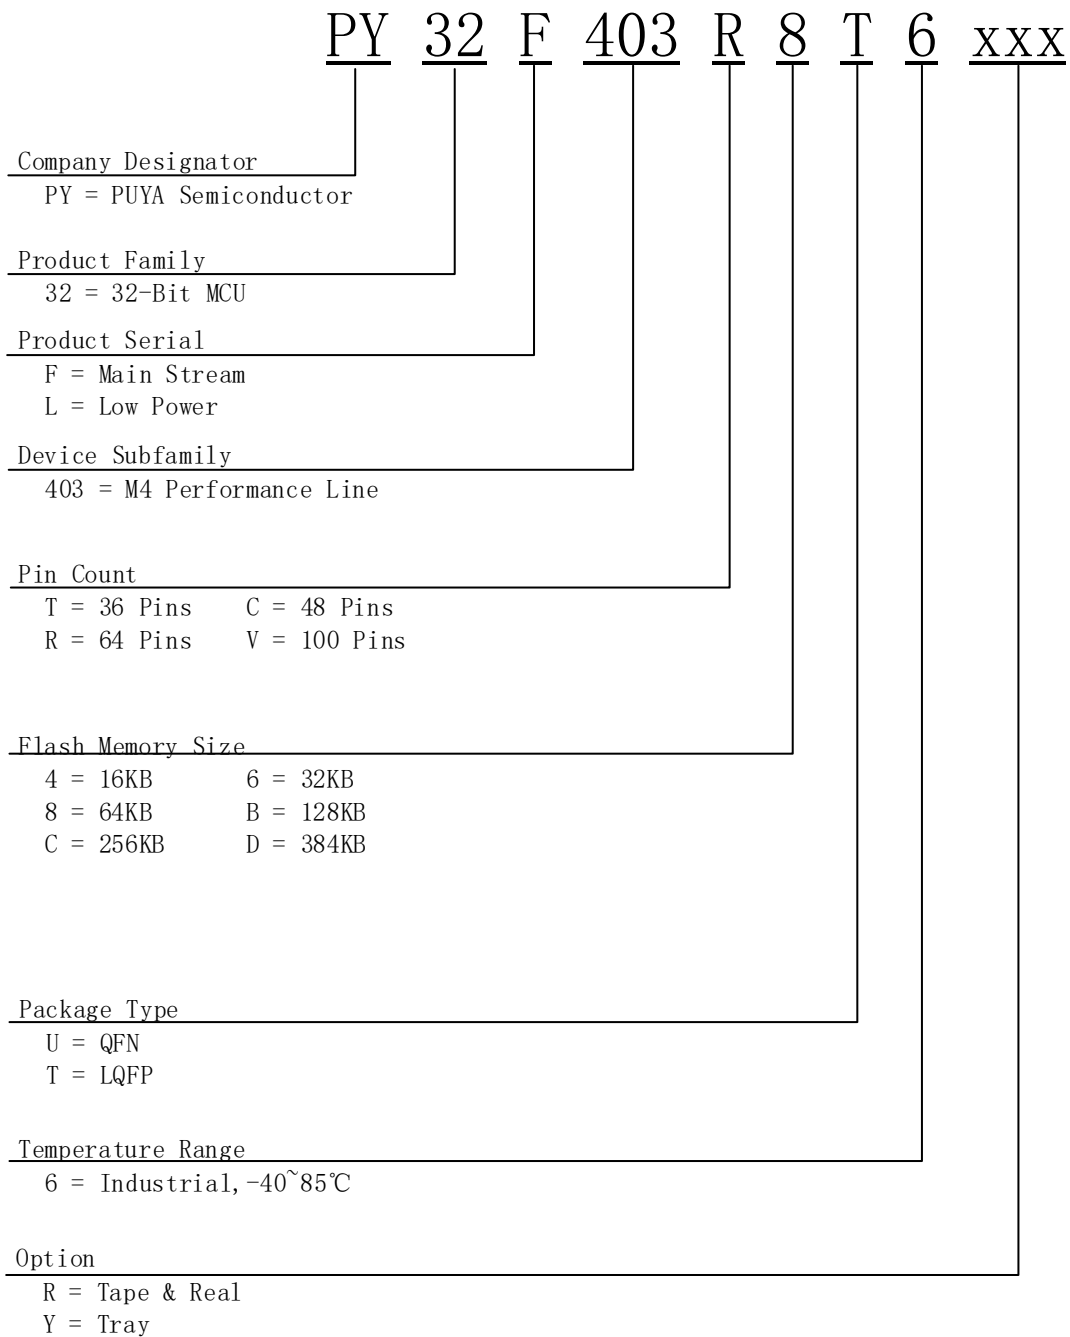 PY 32 F 403 R 8 T 6 xxx
Company Designator
PY = PUYA Semiconductor
Product Family
32 = 32-Bit MCU
Product Serial
F = Main Stream
L = Low Power
Device Subfamily
403 = M4 Performance Line
Pin Count
T = 36 Pins C = 48 Pins
R = 64 Pins V = 100 Pins
Flash Memory Size
4 = 16KB 6 = 32KB
8 = 64KB B = 128KB
C = 256KB D = 384KB
Package Type
U = QFN
T = LQFP
Temperature Range
6 = Industrial,-40~85℃
Option
R = Tape & Real
Y = Tray